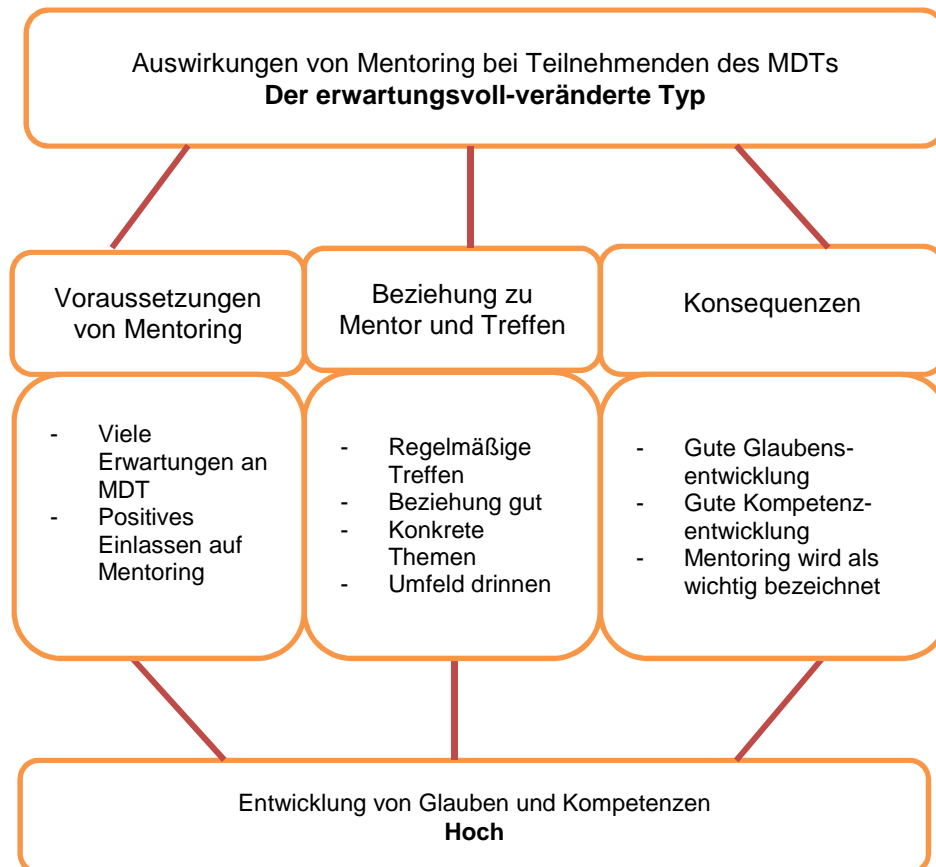 Auswirkungen von Mentoring bei Teilnehmenden des MDTs
Der erwartungsvoll-veränderte Typ
Voraussetzungen
von Mentoring
Beziehung zu
Mentor und Treffen
Konsequenzen
- Viele
Erwartungen an
MDT
- Positives
Einlassen auf
Mentoring
- Regelmäßige
Treffen
- Beziehung gut
- Konkrete
Themen
- Umfeld drinnen
- Gute Glaubens-
entwicklung
- Gute Kompetenz-
entwicklung
- Mentoring wird als
wichtig bezeichnet
Entwicklung von Glauben und Kompetenzen
Hoch